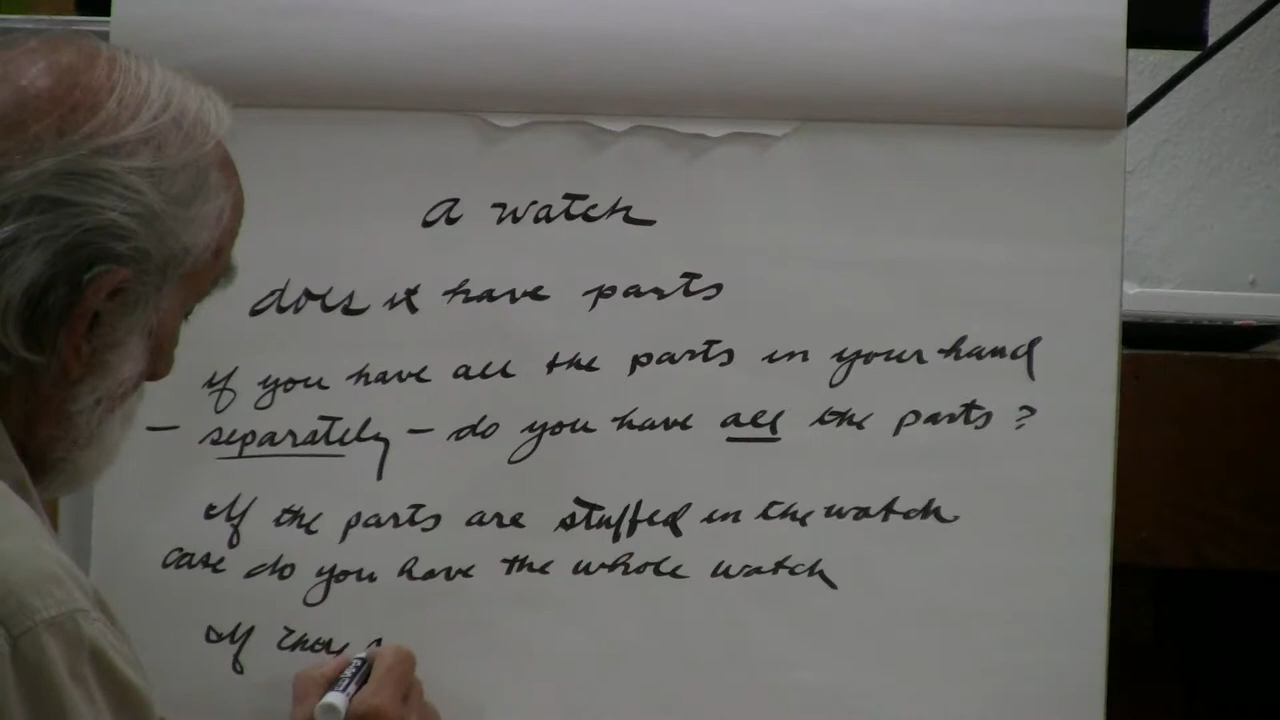 a watch
does it have parts
if you have all the parts in your hand
— separately — do you have all the parts ?
If the parts are stuffed in the watch
case do you have the whole watch
If